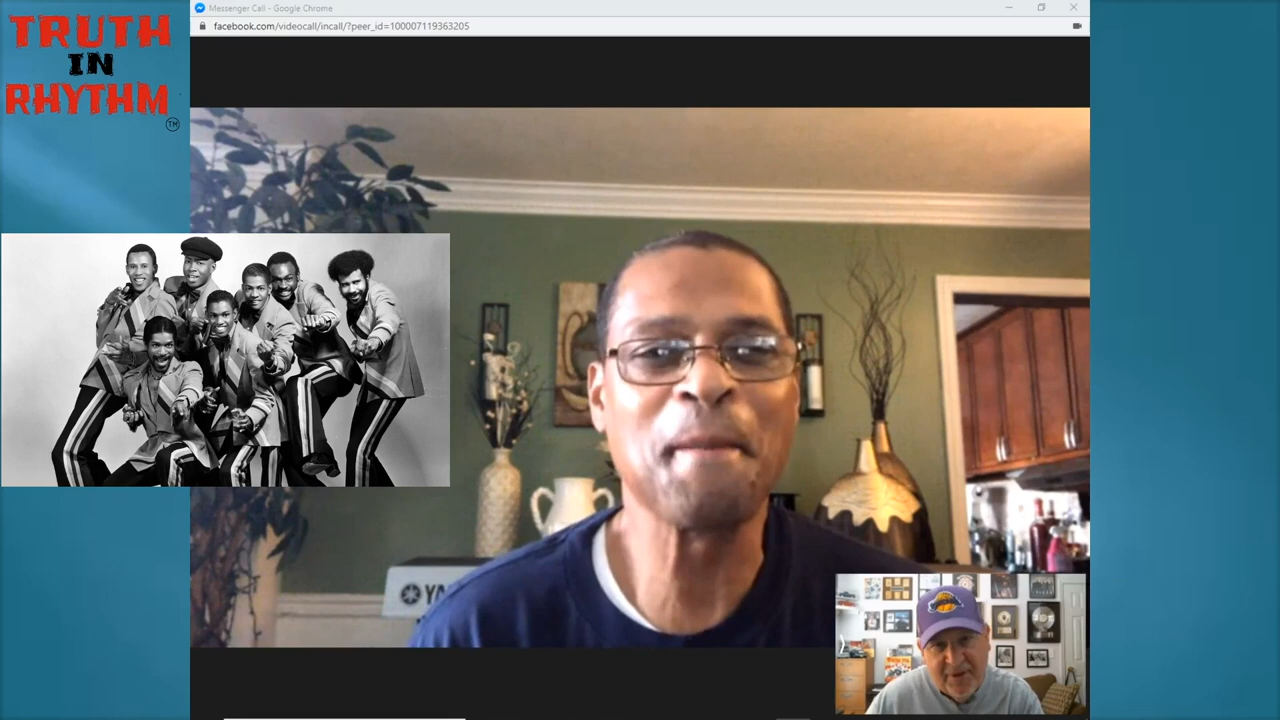 TRUTH
IN
RHYTHM
TM
Messenger Call - Google Chrome
facebook.com/videocall/incall/?peer_id=100007119363205
YA